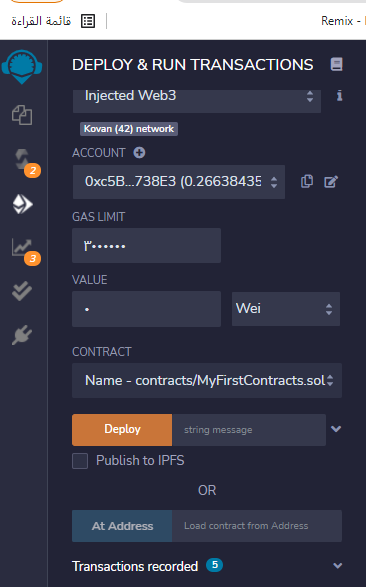 قائمة القراءة
Remix -
DEPLOY & RUN TRANSACTIONS
Injected Web3
i
Kovan (42) network
ACCOUNT
0xc5B...738E3 (0.26638435
GAS LIMIT
٣٠٠٠٠٠٠
VALUE
٠
Wei
CONTRACT
Name - contracts/MyFirstContracts.sol
Deploy
string message
Publish to IPFS
OR
At Address
Load contract from Address
Transactions recorded
5
2
3